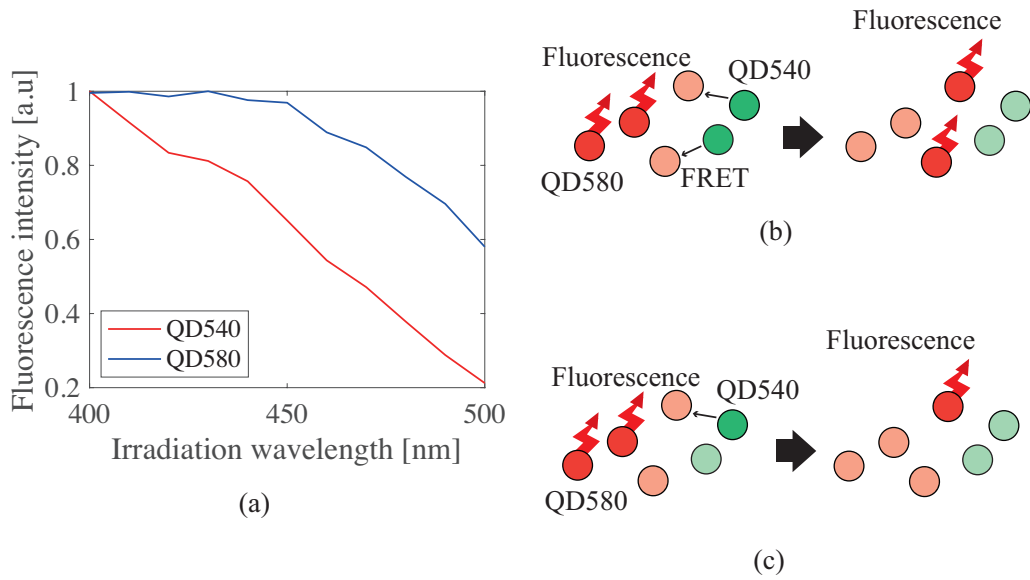 Fluorescence intensity [a.u]
1
0.8
0.6
0.4
0.2
400
450
500
QD540
QD580
Irradiation wavelength [nm]
(a)
Fluorescence
QD540
QD580
FRET
Fluorescence
(b)
Fluorescence
QD540
QD580
Fluorescence
(c)